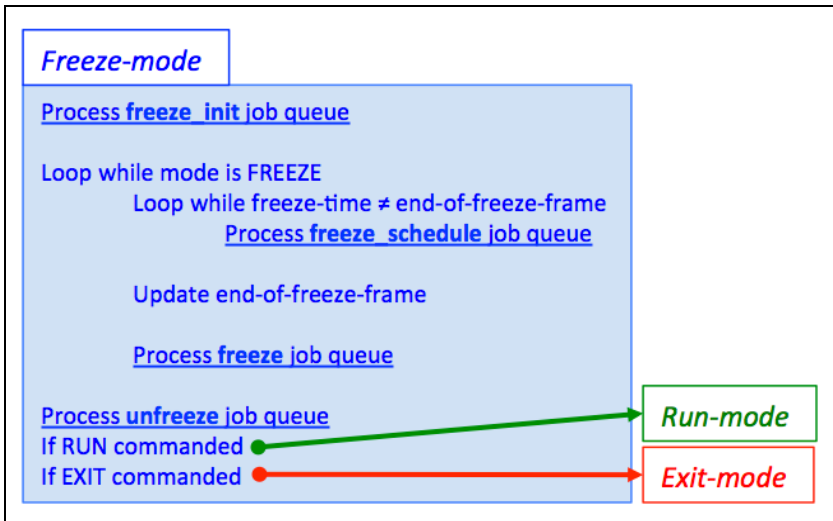 Freeze-mode
Process freeze_init job queue
Loop while mode is FREEZE
Loop while freeze-time ≠ end-of-freeze-frame
Process freeze_schedule job queue
Update end-of-freeze-frame
Process freeze job queue
Process unfreeze job queue
If RUN commanded
If EXIT commanded
Run-mode
Exit-mode